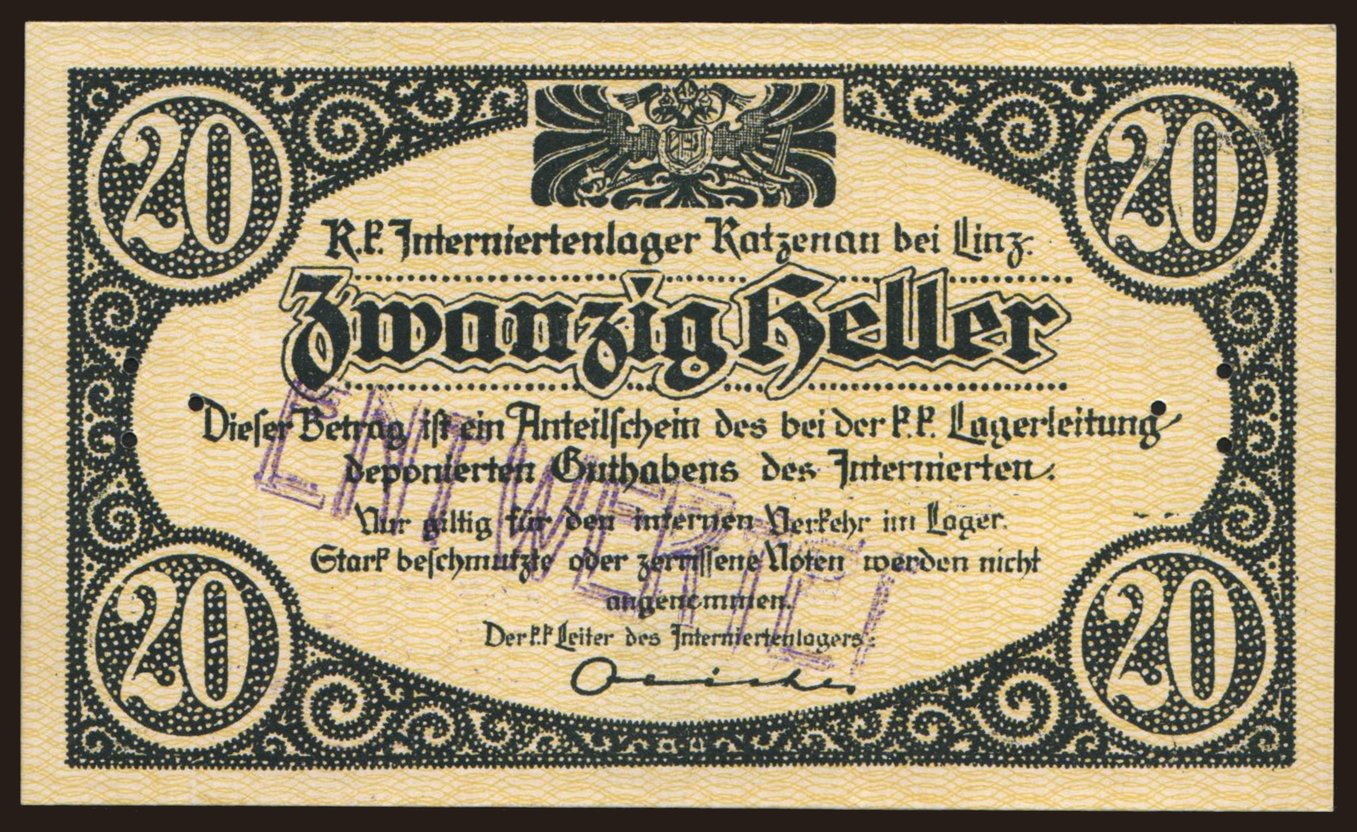 20 20
K.k. Interniertenlager Katzenau bei Linz.
Zwanzig Heller
Dieser Betrag ist ein Anteilschein des bei der k.k. Lagerleitung
deponierten Guthabens des Internierten.
Nur giltig für den internen Verkehr im Lager.
Stark beschmutzte oder zerrissene Noten werden nicht
angenommen.
Der k.k Leiter des Interniertenlagers:
ENTWERTET
20 20